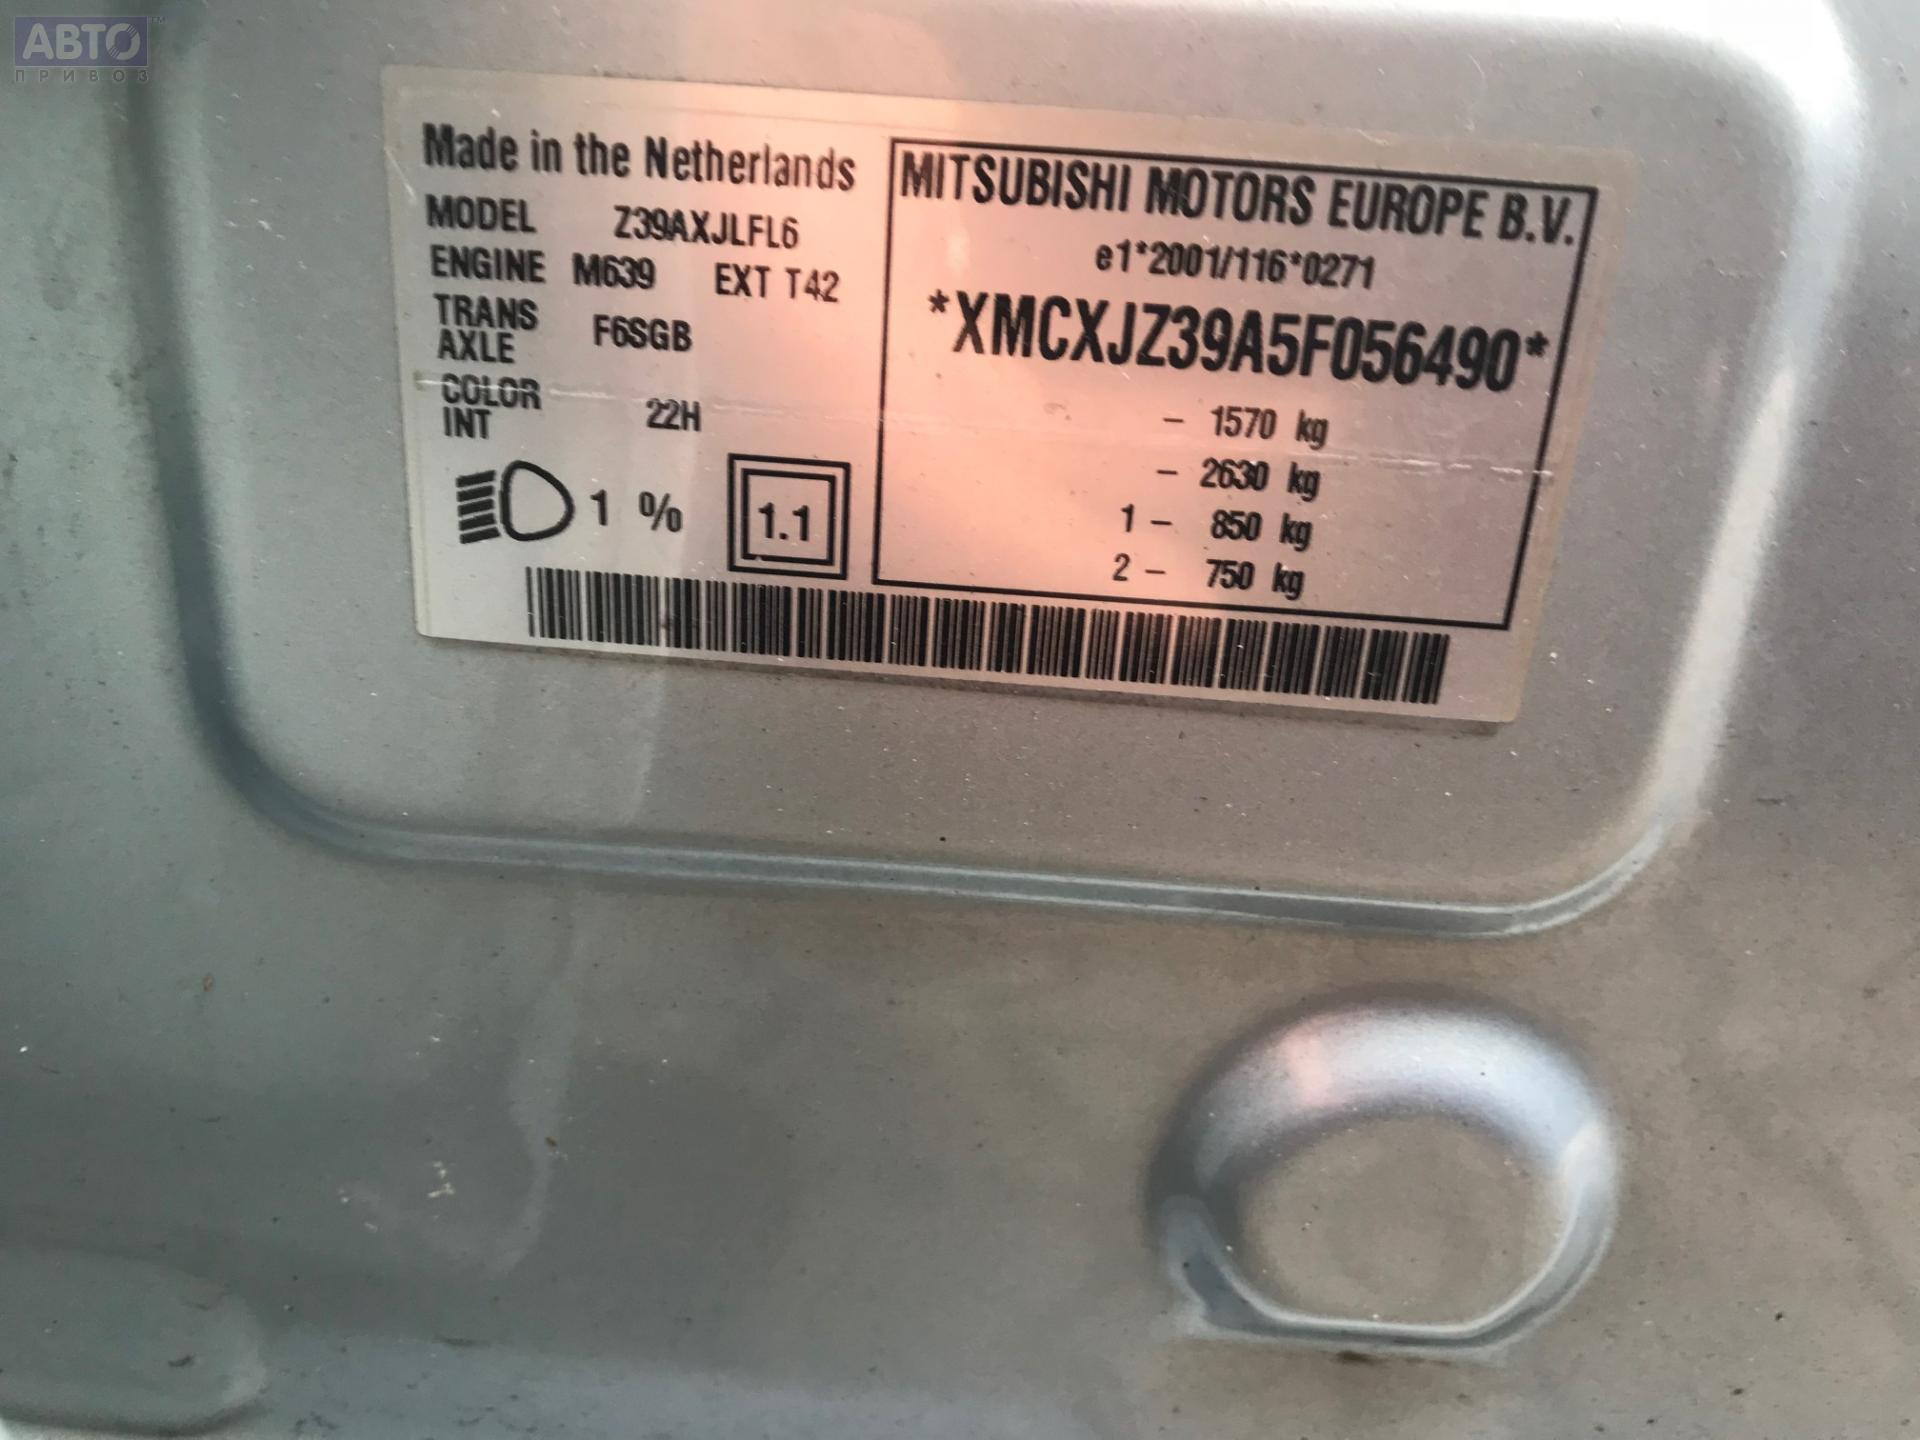 АВТО™
ПРИВОЗ
Made in the Netherlands
MODEL Z39AXJLFL6
ENGINE M639 EXT T42
TRANS
AXLE F6SGB
COLOR
INT 22H
1 %
1.1
MITSUBISHI MOTORS EUROPE B.V.
e1*2001/116*0271
*XMCXJZ39A5F056490*
- 1570 kg
- 2630 kg
1 - 850 kg
2 - 750 kg